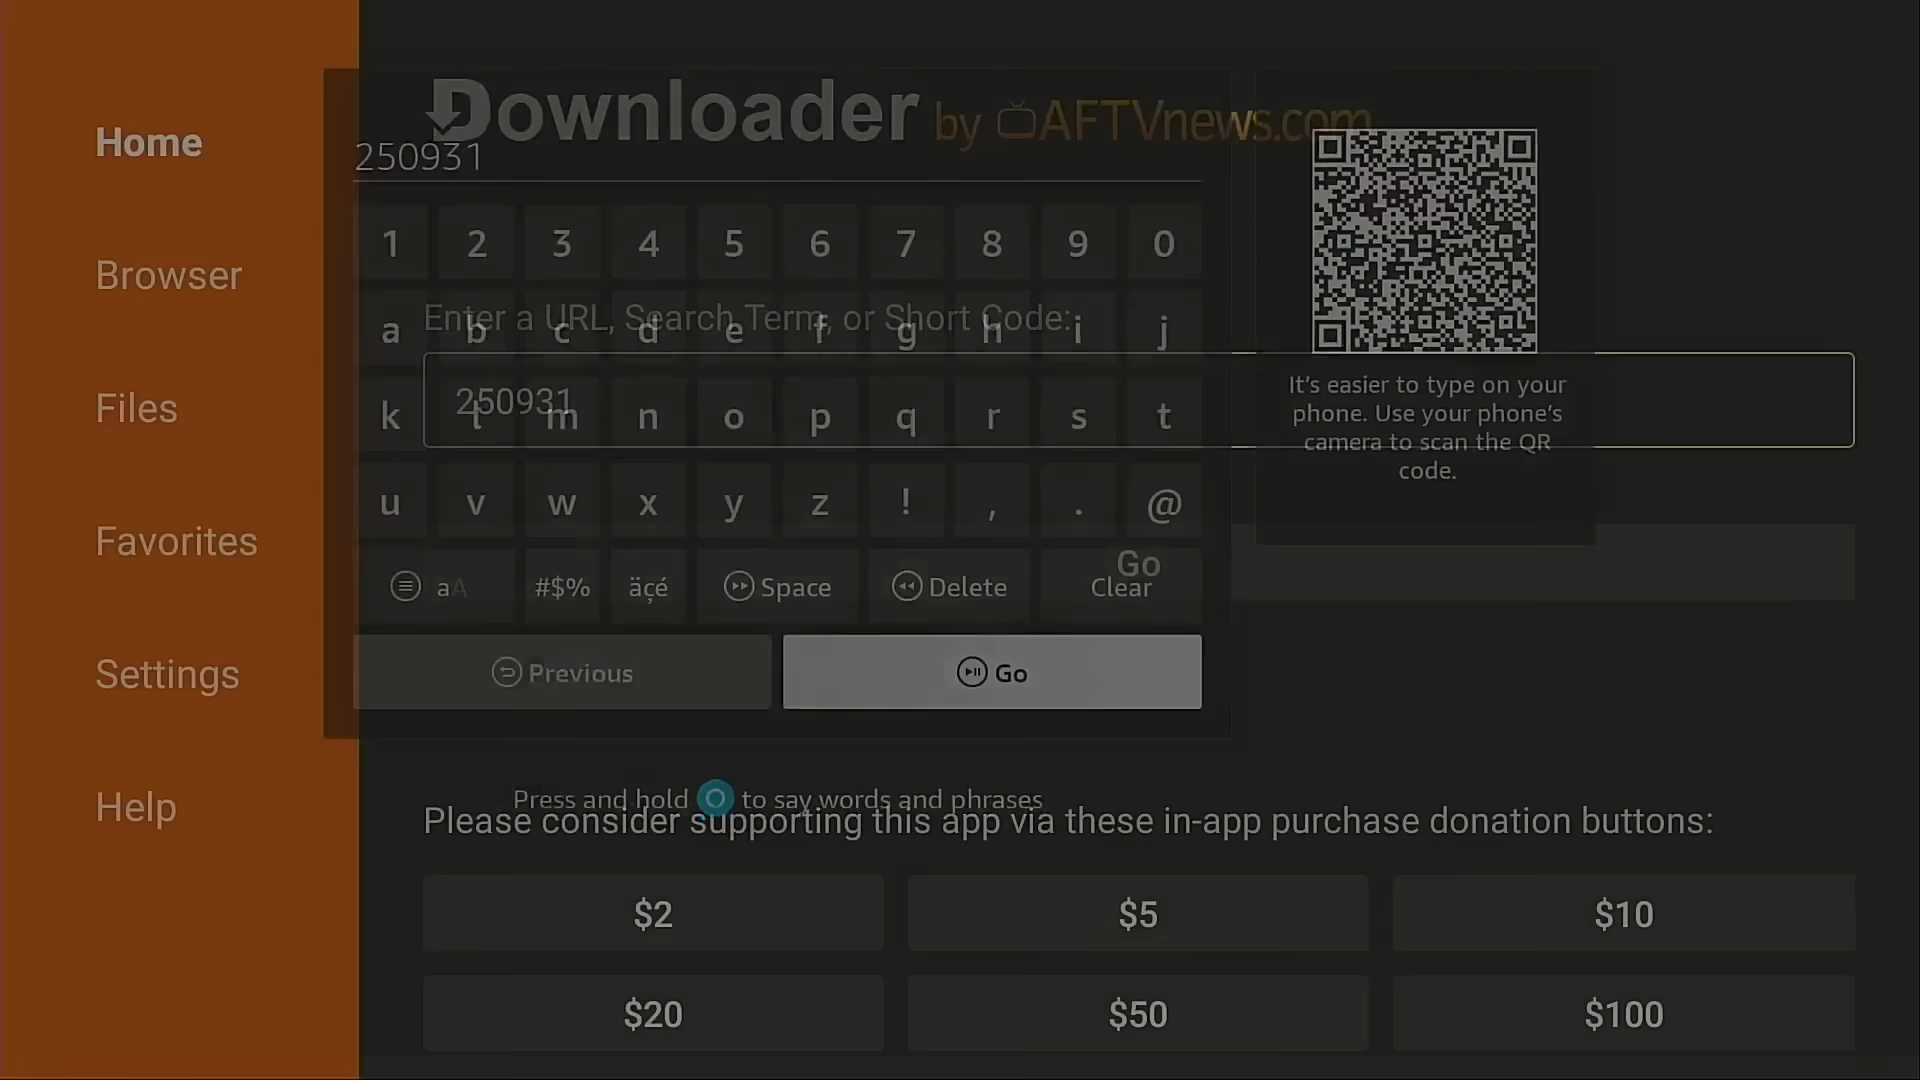 Home
Browser
Files
Favorites
Settings
Help
Downloader by AFTVnews.com
250931
1 2 3 4 5 6 7 8 9 0
Enter a URL, Search Term, or Short Code:
a b c d e f g h i j
250931
k l m n o p q r s t
u v w x y z ! , . @
Go
aA #$% äçé Space Delete Clear
Previous Go
It's easier to type on your
phone. Use your phone's
camera to scan the QR
code.
Press and hold to say words and phrases
Please consider supporting this app via these in-app purchase donation buttons:
$2 $5 $10
$20 $50 $100